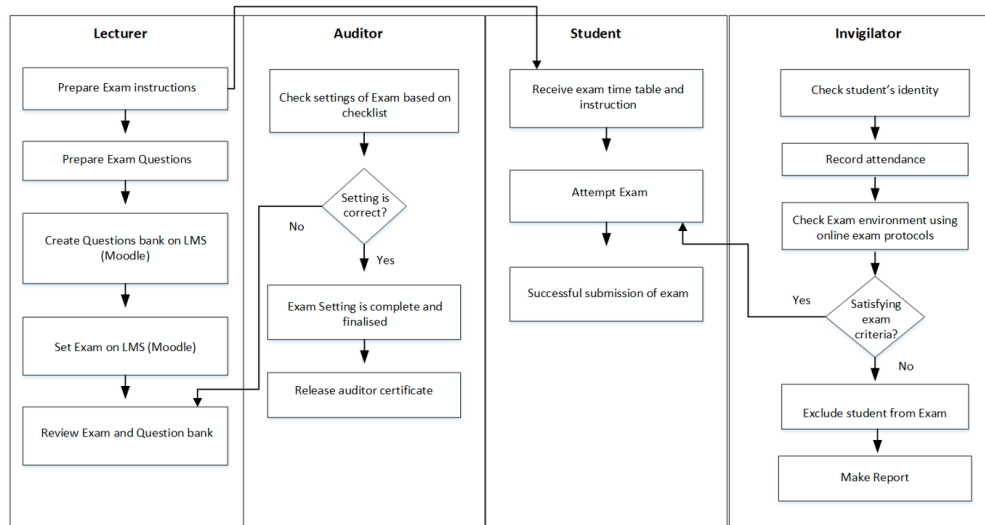 Lecturer
Prepare Exam instructions
Prepare Exam Questions
Create Questions bank on LMS
(Moodle)
Set Exam on LMS (Moodle)
Review Exam and Question bank
Auditor
Check settings of Exam based on
checklist
Setting is
correct?
No
Yes
Exam Setting is complete and
finalised
Release auditor certificate
Student
Receive exam time table and
instruction
Attempt Exam
Successful submission of exam
Invigilator
Check student's identity
Record attendance
Check Exam environment using
online exam protocols
Satisfying
exam
criteria?
Yes
No
Exclude student from Exam
Make Report